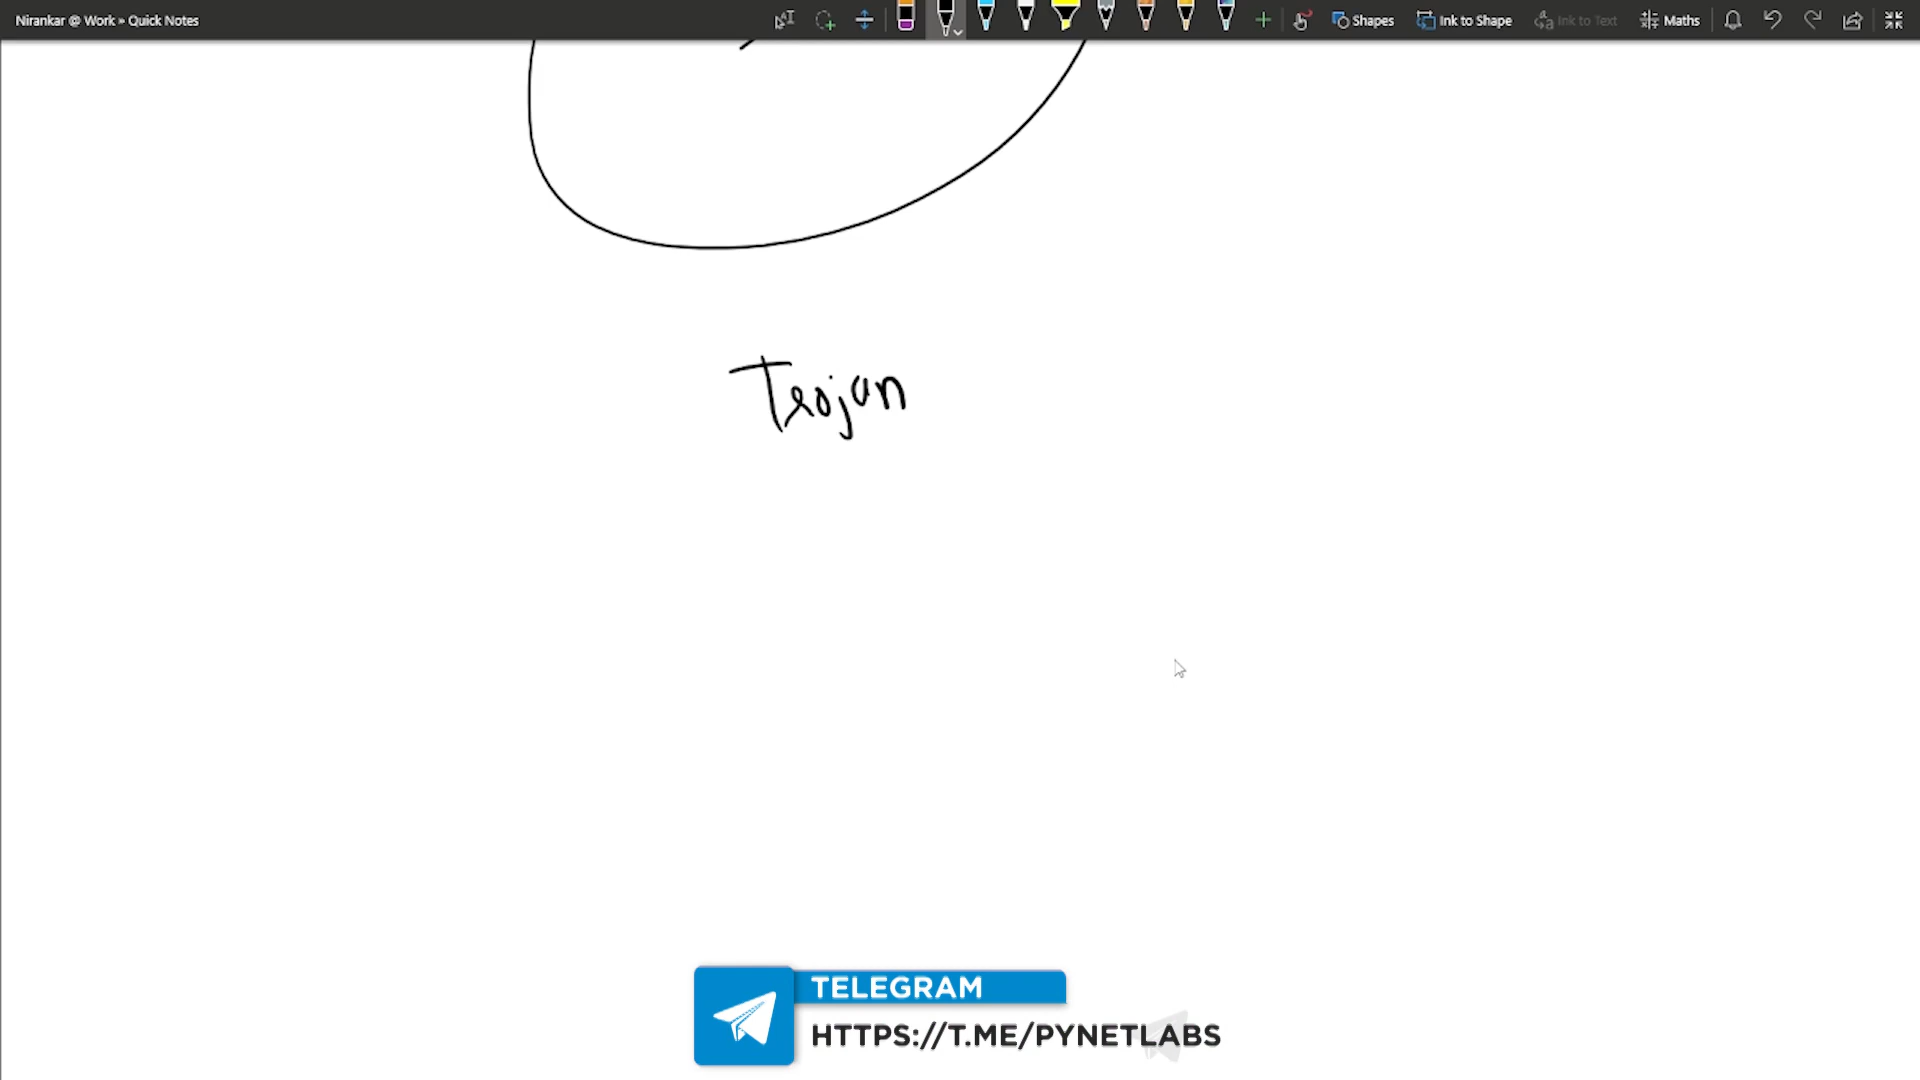 Nirankar @ Work » Quick Notes
Shapes
Ink to Shape
Ink to Text
Maths
Trojan
TELEGRAM
HTTPS://T.ME/PYNETLABS